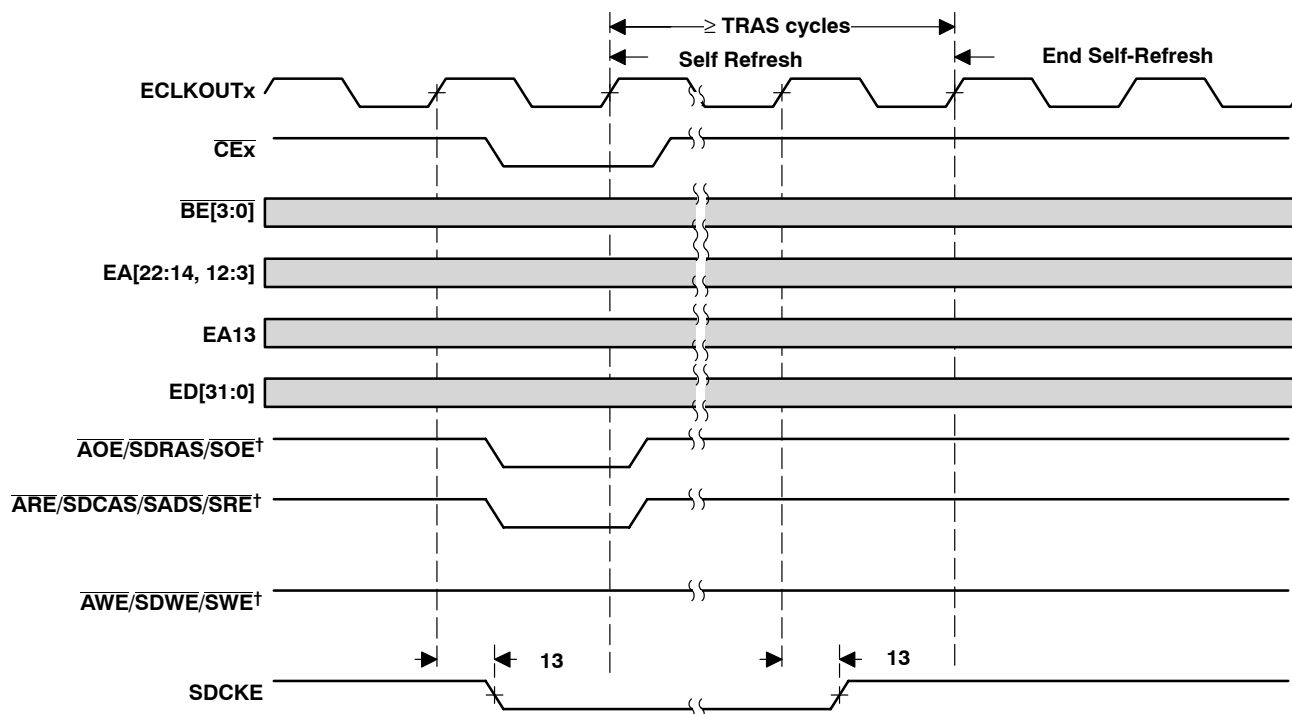 ≥ TRAS cycles
Self Refresh
End Self-Refresh
ECLKOUTx
CEx
BE[3:0]
EA[22:14, 12:3]
EA13
ED[31:0]
AOE/SDRAS/SOE†
ARE/SDCAS/SADS/SRE†
AWE/SDWE/SWE†
13
13
SDCKE